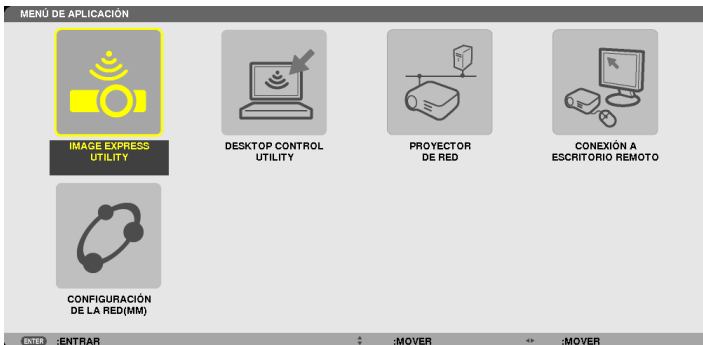 MENÚ DE APLICACIÓN
IMAGE EXPRESS
UTILITY
DESKTOP CONTROL
UTILITY
PROYECTOR
DE RED
CONEXIÓN A
ESCRITORIO REMOTO
CONFIGURACIÓN
DE LA RED(MM)
ENTER :ENTRAR :MOVER :MOVER